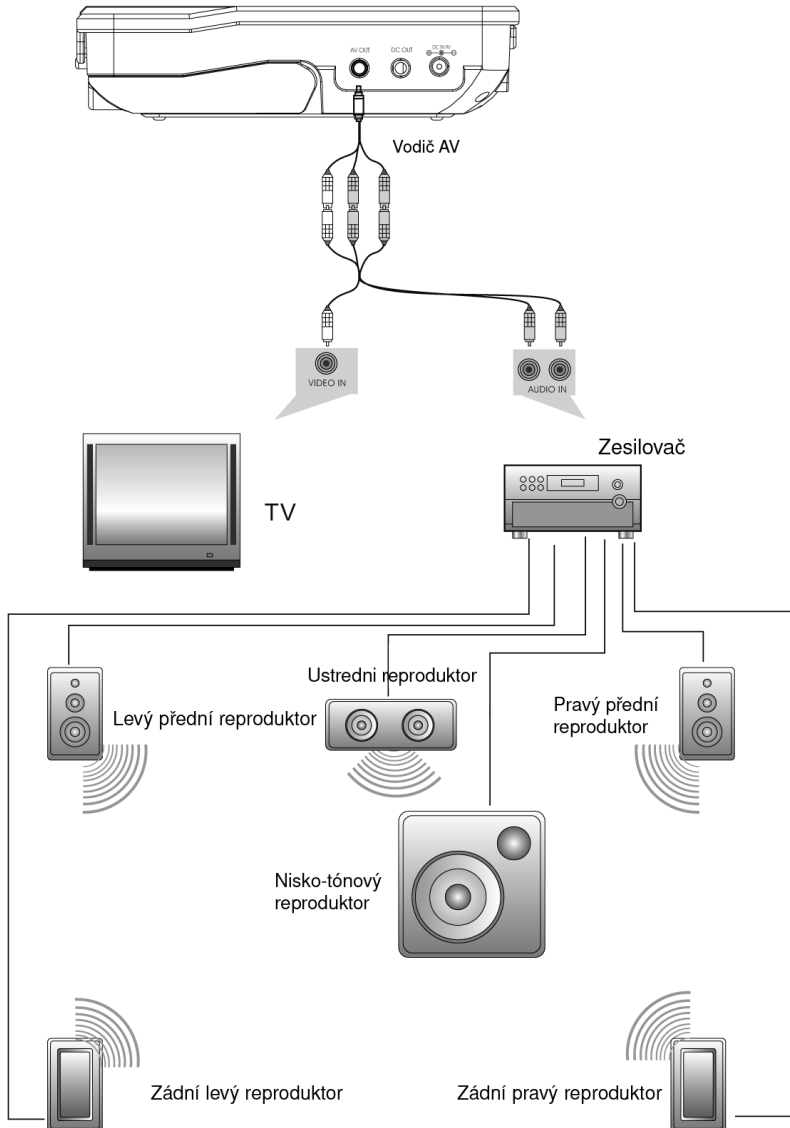 AV OUT
DC OUT
DC IN 9V
Vodič AV
VIDEO IN
AUDIO IN
Zesilovač
TV
Ustredni reproduktor
Levý přední reproduktor
Pravý přední
reproduktor
Nisko-tónový
reproduktor
Zádní levý reproduktor
Zádní pravý reproduktor